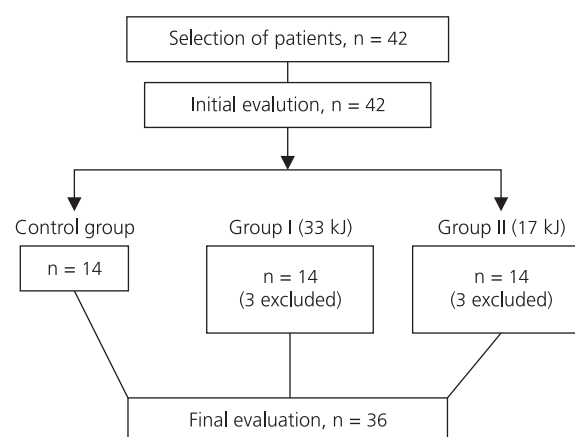 Selection of patients, n = 42
Initial evalution, n = 42
Control group
n = 14
Group I (33 kJ)
n = 14
(3 excluded)
Group II (17 kJ)
n = 14
(3 excluded)
Final evaluation, n = 36